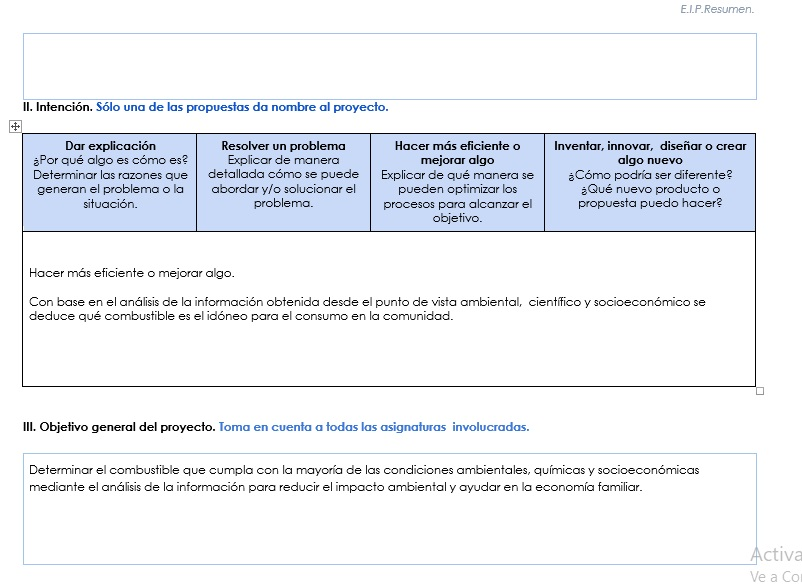 E.I.P.Resumen.
II. Intención. Sólo una de las propuestas da nombre al proyecto.
Dar explicación
¿Por qué algo es cómo es?
Determinar las razones que
generan el problema o la
situación.
Resolver un problema
Explicar de manera
detallada cómo se puede
abordar y/o solucionar el
problema.
Hacer más eficiente o
mejorar algo
Explicar de qué manera se
pueden optimizar los
procesos para alcanzar el
objetivo.
Inventar, innovar, diseñar o crear
algo nuevo
¿Cómo podría ser diferente?
¿Qué nuevo producto o
propuesta puedo hacer?
Hacer más eficiente o mejorar algo.
Con base en el análisis de la información obtenida desde el punto de vista ambiental, científico y socioeconómico se
deduce qué combustible es el idóneo para el consumo en la comunidad.
III. Objetivo general del proyecto. Toma en cuenta a todas las asignaturas involucradas.
Determinar el combustible que cumpla con la mayoría de las condiciones ambientales, químicas y socioeconómicas
mediante el análisis de la información para reducir el impacto ambiental y ayudar en la economía familiar.
Activa
Ve a Co